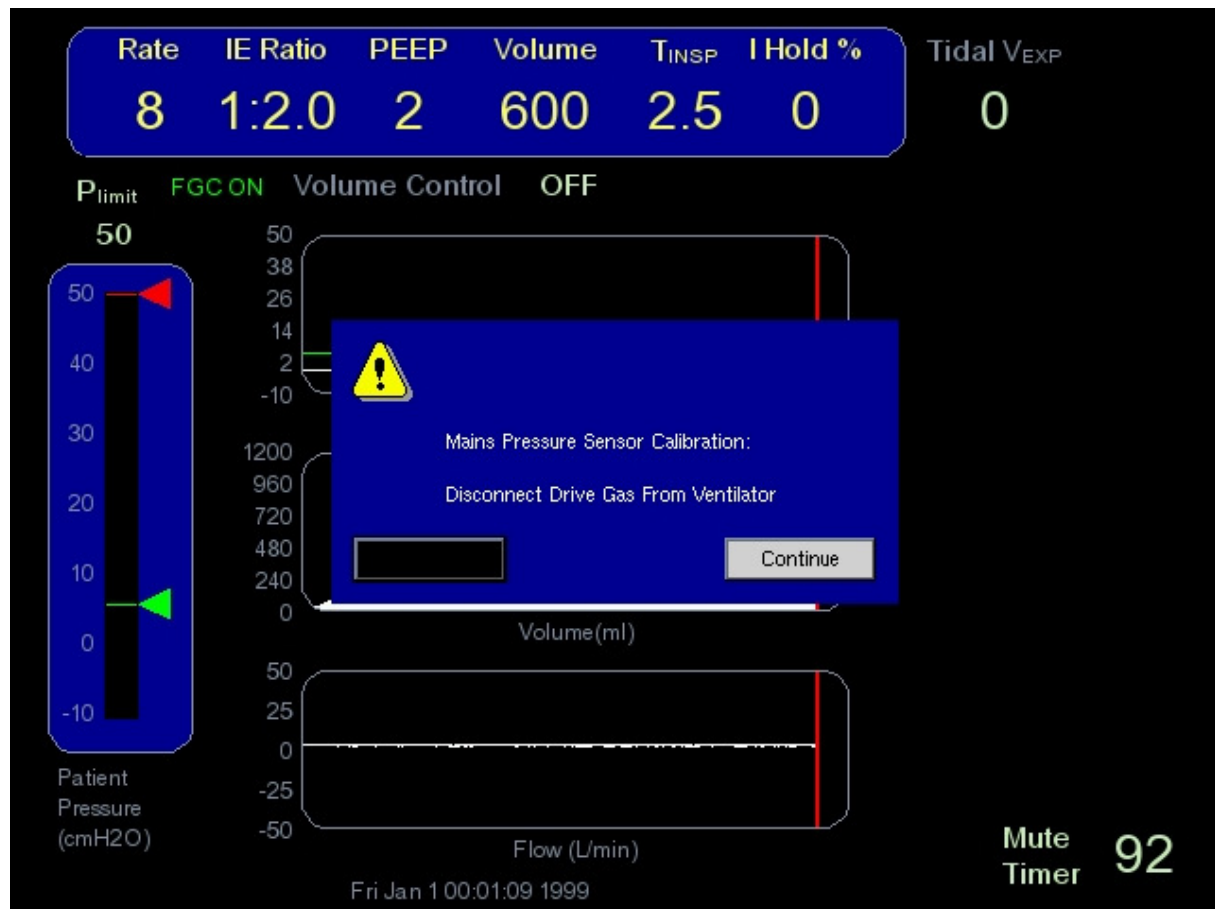 Rate IE Ratio PEEP Volume TINSP I Hold % Tidal VEXP
8 1:2.0 2 600 2.5 0 0
Plimit FGC ON Volume Control OFF
50
50
40
30
20
10
0
-10
Patient
Pressure
(cmH2O)
50
38
26
14
2
-10
Mains Pressure Sensor Calibration:
Disconnect Drive Gas From Ventilator
Continue
1200
960
720
480
240
0
Volume(ml)
50
25
0
-25
-50
Flow (L/min)
Fri Jan 1 00:01:09 1999
Mute
Timer 92